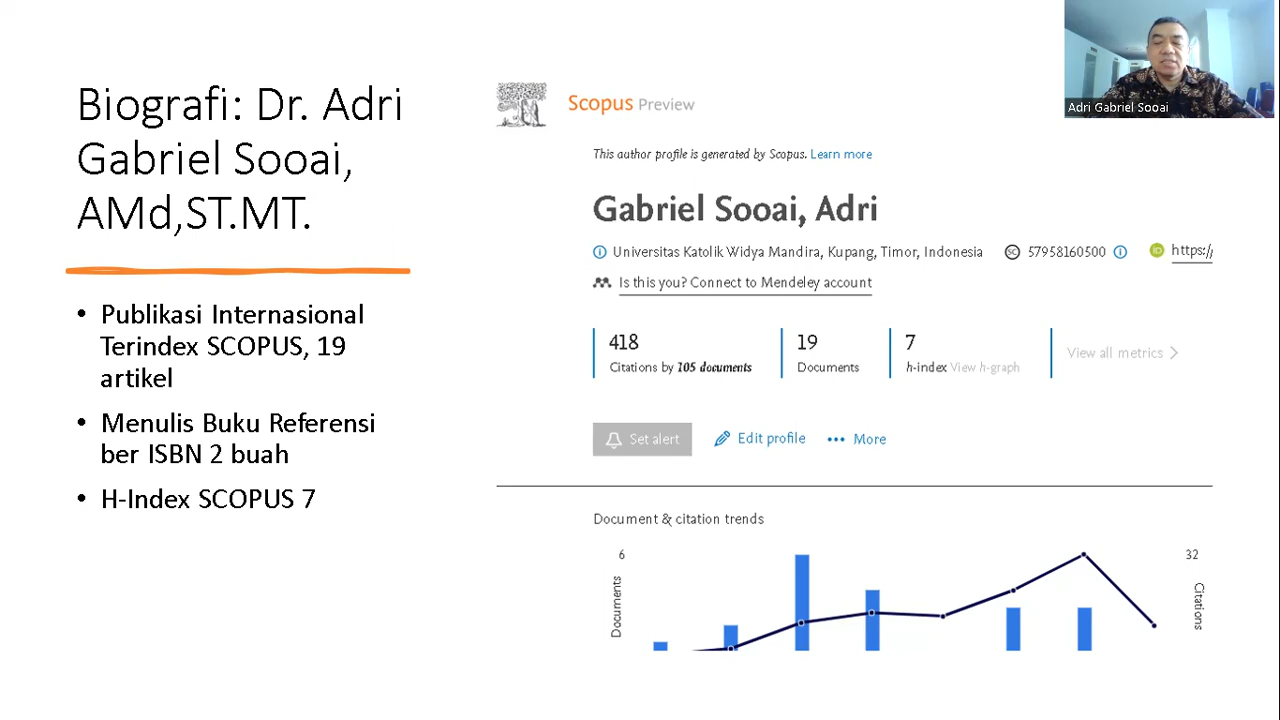 Biografi: Dr. Adri
Gabriel Sooai,
AMd,ST.MT.
• Publikasi Internasional
Terindex SCOPUS, 19
artikel
• Menulis Buku Referensi
ber ISBN 2 buah
• H-Index SCOPUS 7
Scopus Preview
This author profile is generated by Scopus. Learn more
Gabriel Sooai, Adri
Universitas Katolik Widya Mandira, Kupang, Timor, Indonesia SC 57958160500 iD https://
Is this you? Connect to Mendeley account
418 19 7
Citations by 105 documents Documents h-index View h-graph
View all metrics >
Set alert Edit profile ••• More
Document & citation trends
6 32
Documents Citations
Adri Gabriel Sooai